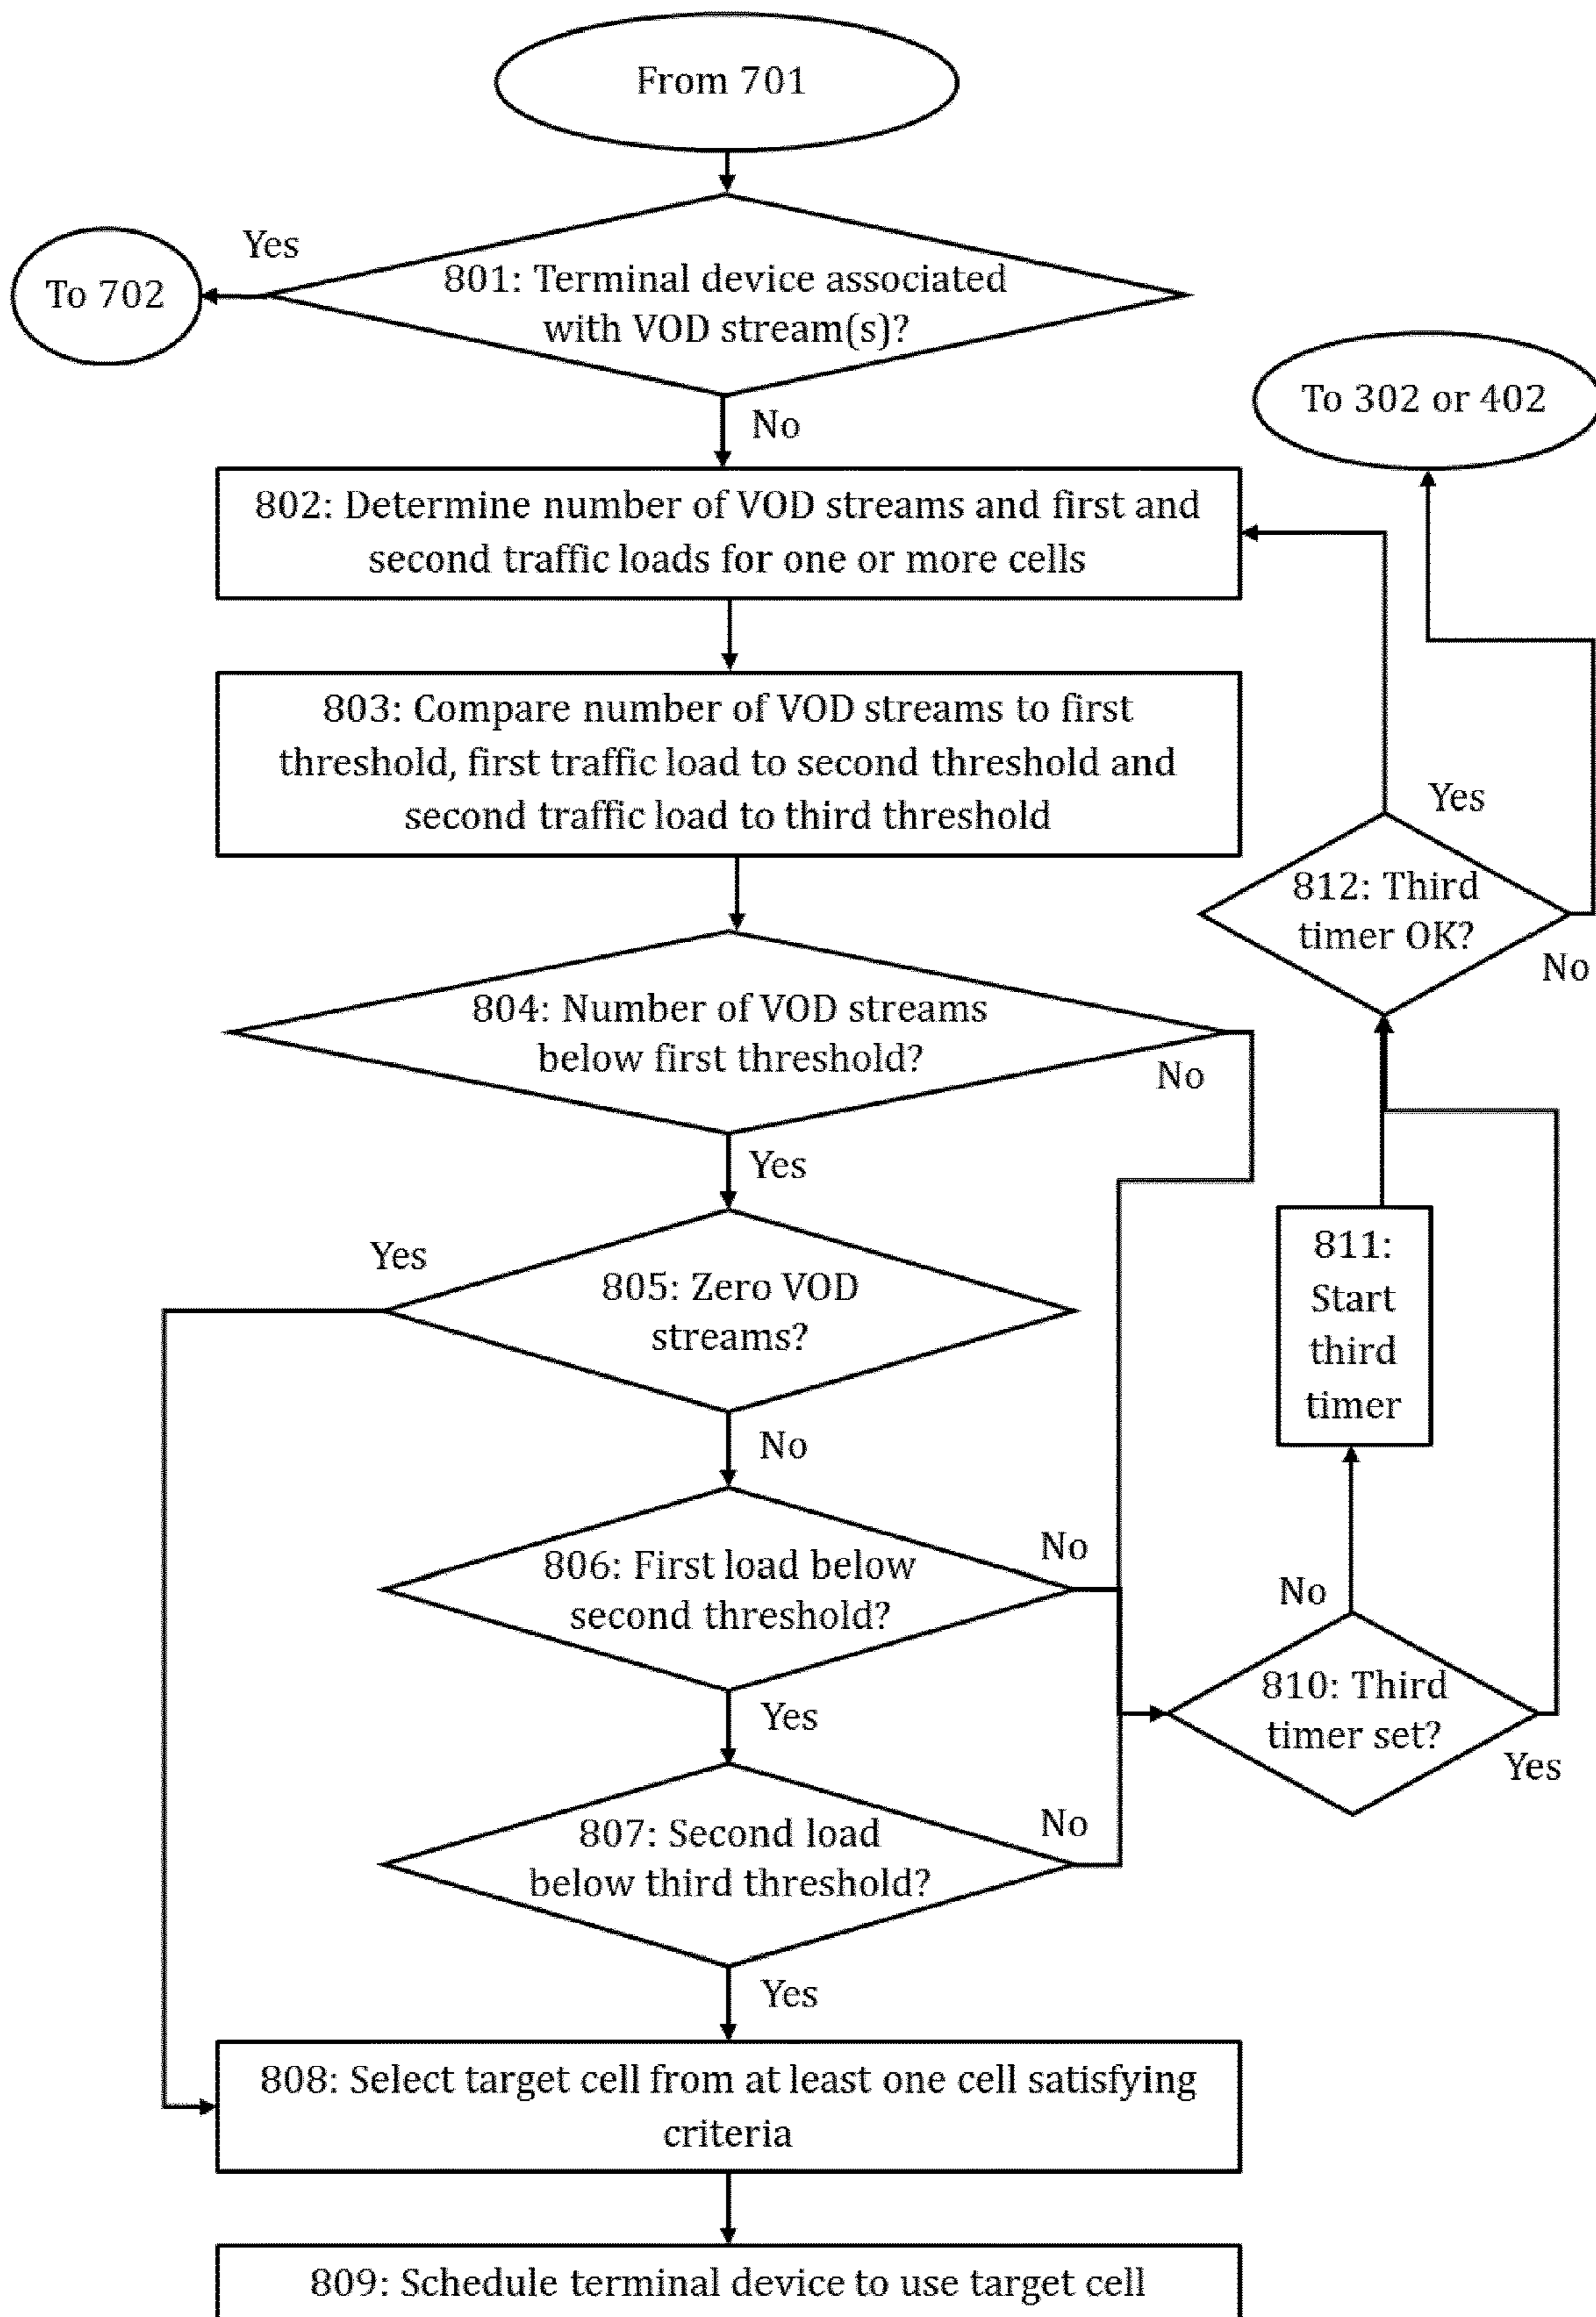 From 701
Yes
To 702
801: Terminal device associated
with VOD stream(s)?
To 302 or 402
No
802: Determine number of VOD streams and first and
second traffic loads for one or more cells
803: Compare number of VOD streams to first
threshold, first traffic load to second threshold and
second traffic load to third threshold
Yes
812: Third
timer OK?
No
804: Number of VOD streams
below first threshold?
No
Yes
Yes
805: Zero VOD
streams?
811:
Start
third
timer
No
806: First load below
second threshold?
No
No
810: Third
timer set?
Yes
Yes
807: Second load
below third threshold?
No
Yes
808: Select target cell from at least one cell satisfying
criteria
809: Schedule terminal device to use target cell